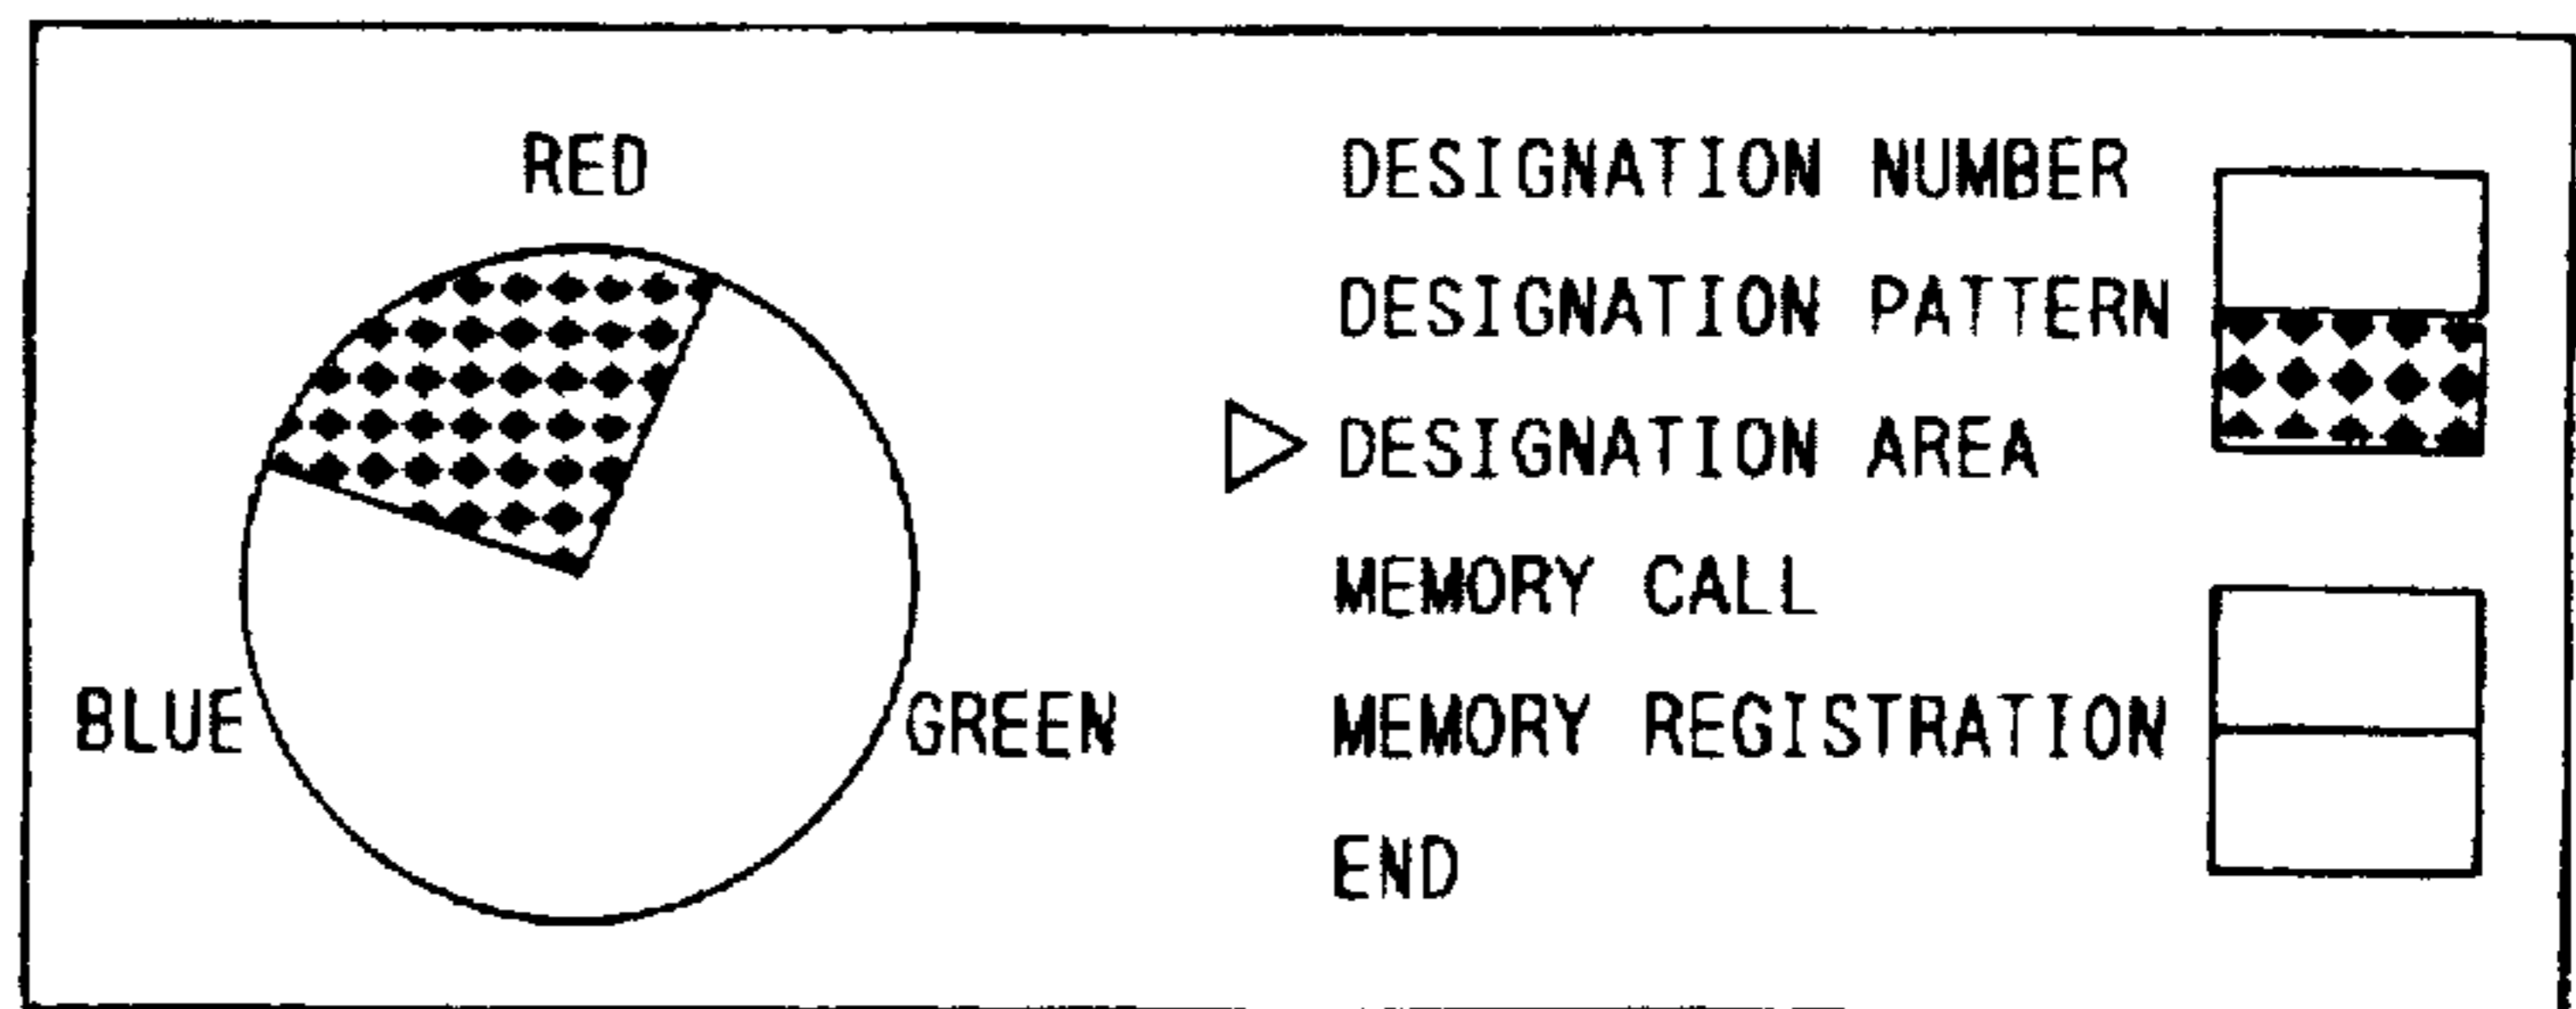 RED
BLUE
GREEN
DESIGNATION NUMBER
DESIGNATION PATTERN
DESIGNATION AREA
MEMORY CALL
MEMORY REGISTRATION
END